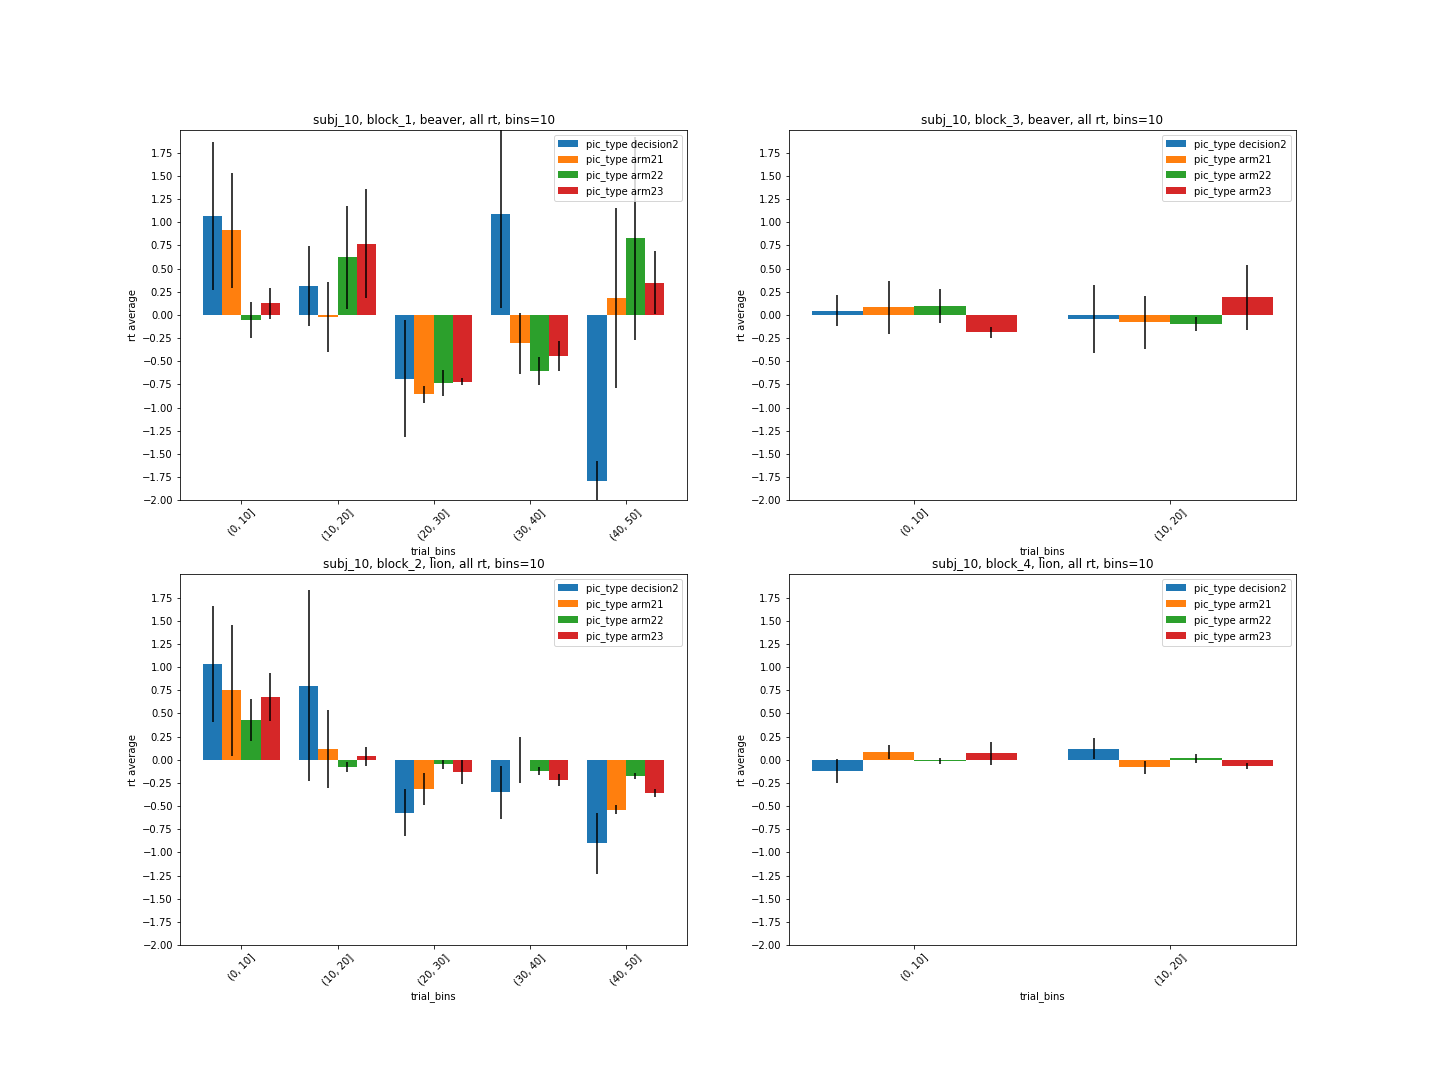 subj_10, block_1, beaver, all rt, bins=10
pic_type decision2
pic_type arm21
pic_type arm22
pic_type arm23
1.75
1.50
1.25
1.00
0.75
0.50
0.25
0.00
−0.25
−0.50
−0.75
−1.00
−1.25
−1.50
−1.75
−2.00
rt average
(0, 10]
(10, 20]
(20, 30]
(30, 40]
(40, 50]
trial_bins
subj_10, block_3, beaver, all rt, bins=10
pic_type decision2
pic_type arm21
pic_type arm22
pic_type arm23
1.75
1.50
1.25
1.00
0.75
0.50
0.25
0.00
−0.25
−0.50
−0.75
−1.00
−1.25
−1.50
−1.75
−2.00
rt average
(0, 10]
(10, 20]
trial_bins
subj_10, block_2, lion, all rt, bins=10
pic_type decision2
pic_type arm21
pic_type arm22
pic_type arm23
1.75
1.50
1.25
1.00
0.75
0.50
0.25
0.00
−0.25
−0.50
−0.75
−1.00
−1.25
−1.50
−1.75
−2.00
rt average
(0, 10]
(10, 20]
(20, 30]
(30, 40]
(40, 50]
trial_bins
subj_10, block_4, lion, all rt, bins=10
pic_type decision2
pic_type arm21
pic_type arm22
pic_type arm23
1.75
1.50
1.25
1.00
0.75
0.50
0.25
0.00
−0.25
−0.50
−0.75
−1.00
−1.25
−1.50
−1.75
−2.00
rt average
(0, 10]
(10, 20]
trial_bins